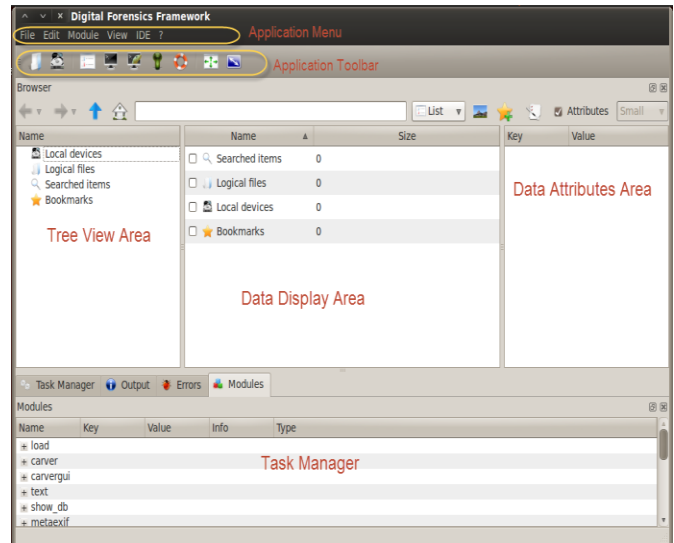 Digital Forensics Framework
File Edit Module View IDE ?
Application Menu
Application Toolbar
Browser
List
Attributes
Small
Name
Local devices
Logical files
Searched items
Bookmarks
Tree View Area
Name Size
Searched items 0
Logical files 0
Local devices 0
Bookmarks 0
Data Display Area
Key Value
Data Attributes Area
Task Manager Output Errors Modules
Modules
Name Key Value Info Type
load
carver
carvergui
text
show_db
metaexif
Task Manager